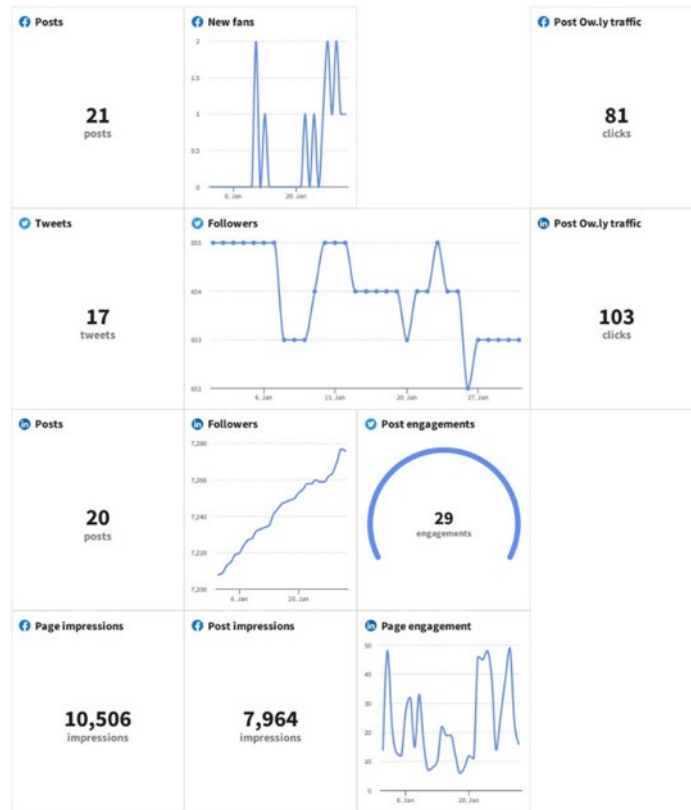 Posts
21
posts
New fans
2
1.5
1
0.5
0
6. Jan
20. Jan
Post Ow.ly traffic
81
clicks
Tweets
17
tweets
Followers
6. Jan
13. Jan
20. Jan
27. Jan
Post Ow.ly traffic
103
clicks
Posts
20
posts
Followers
7,280
7,260
7,240
7,220
7,200
6. Jan
20. Jan
Post engagements
29
engagements
Page impressions
10,506
impressions
Post impressions
7,964
impressions
Page engagement
50
40
30
20
10
0
6. Jan
20. Jan